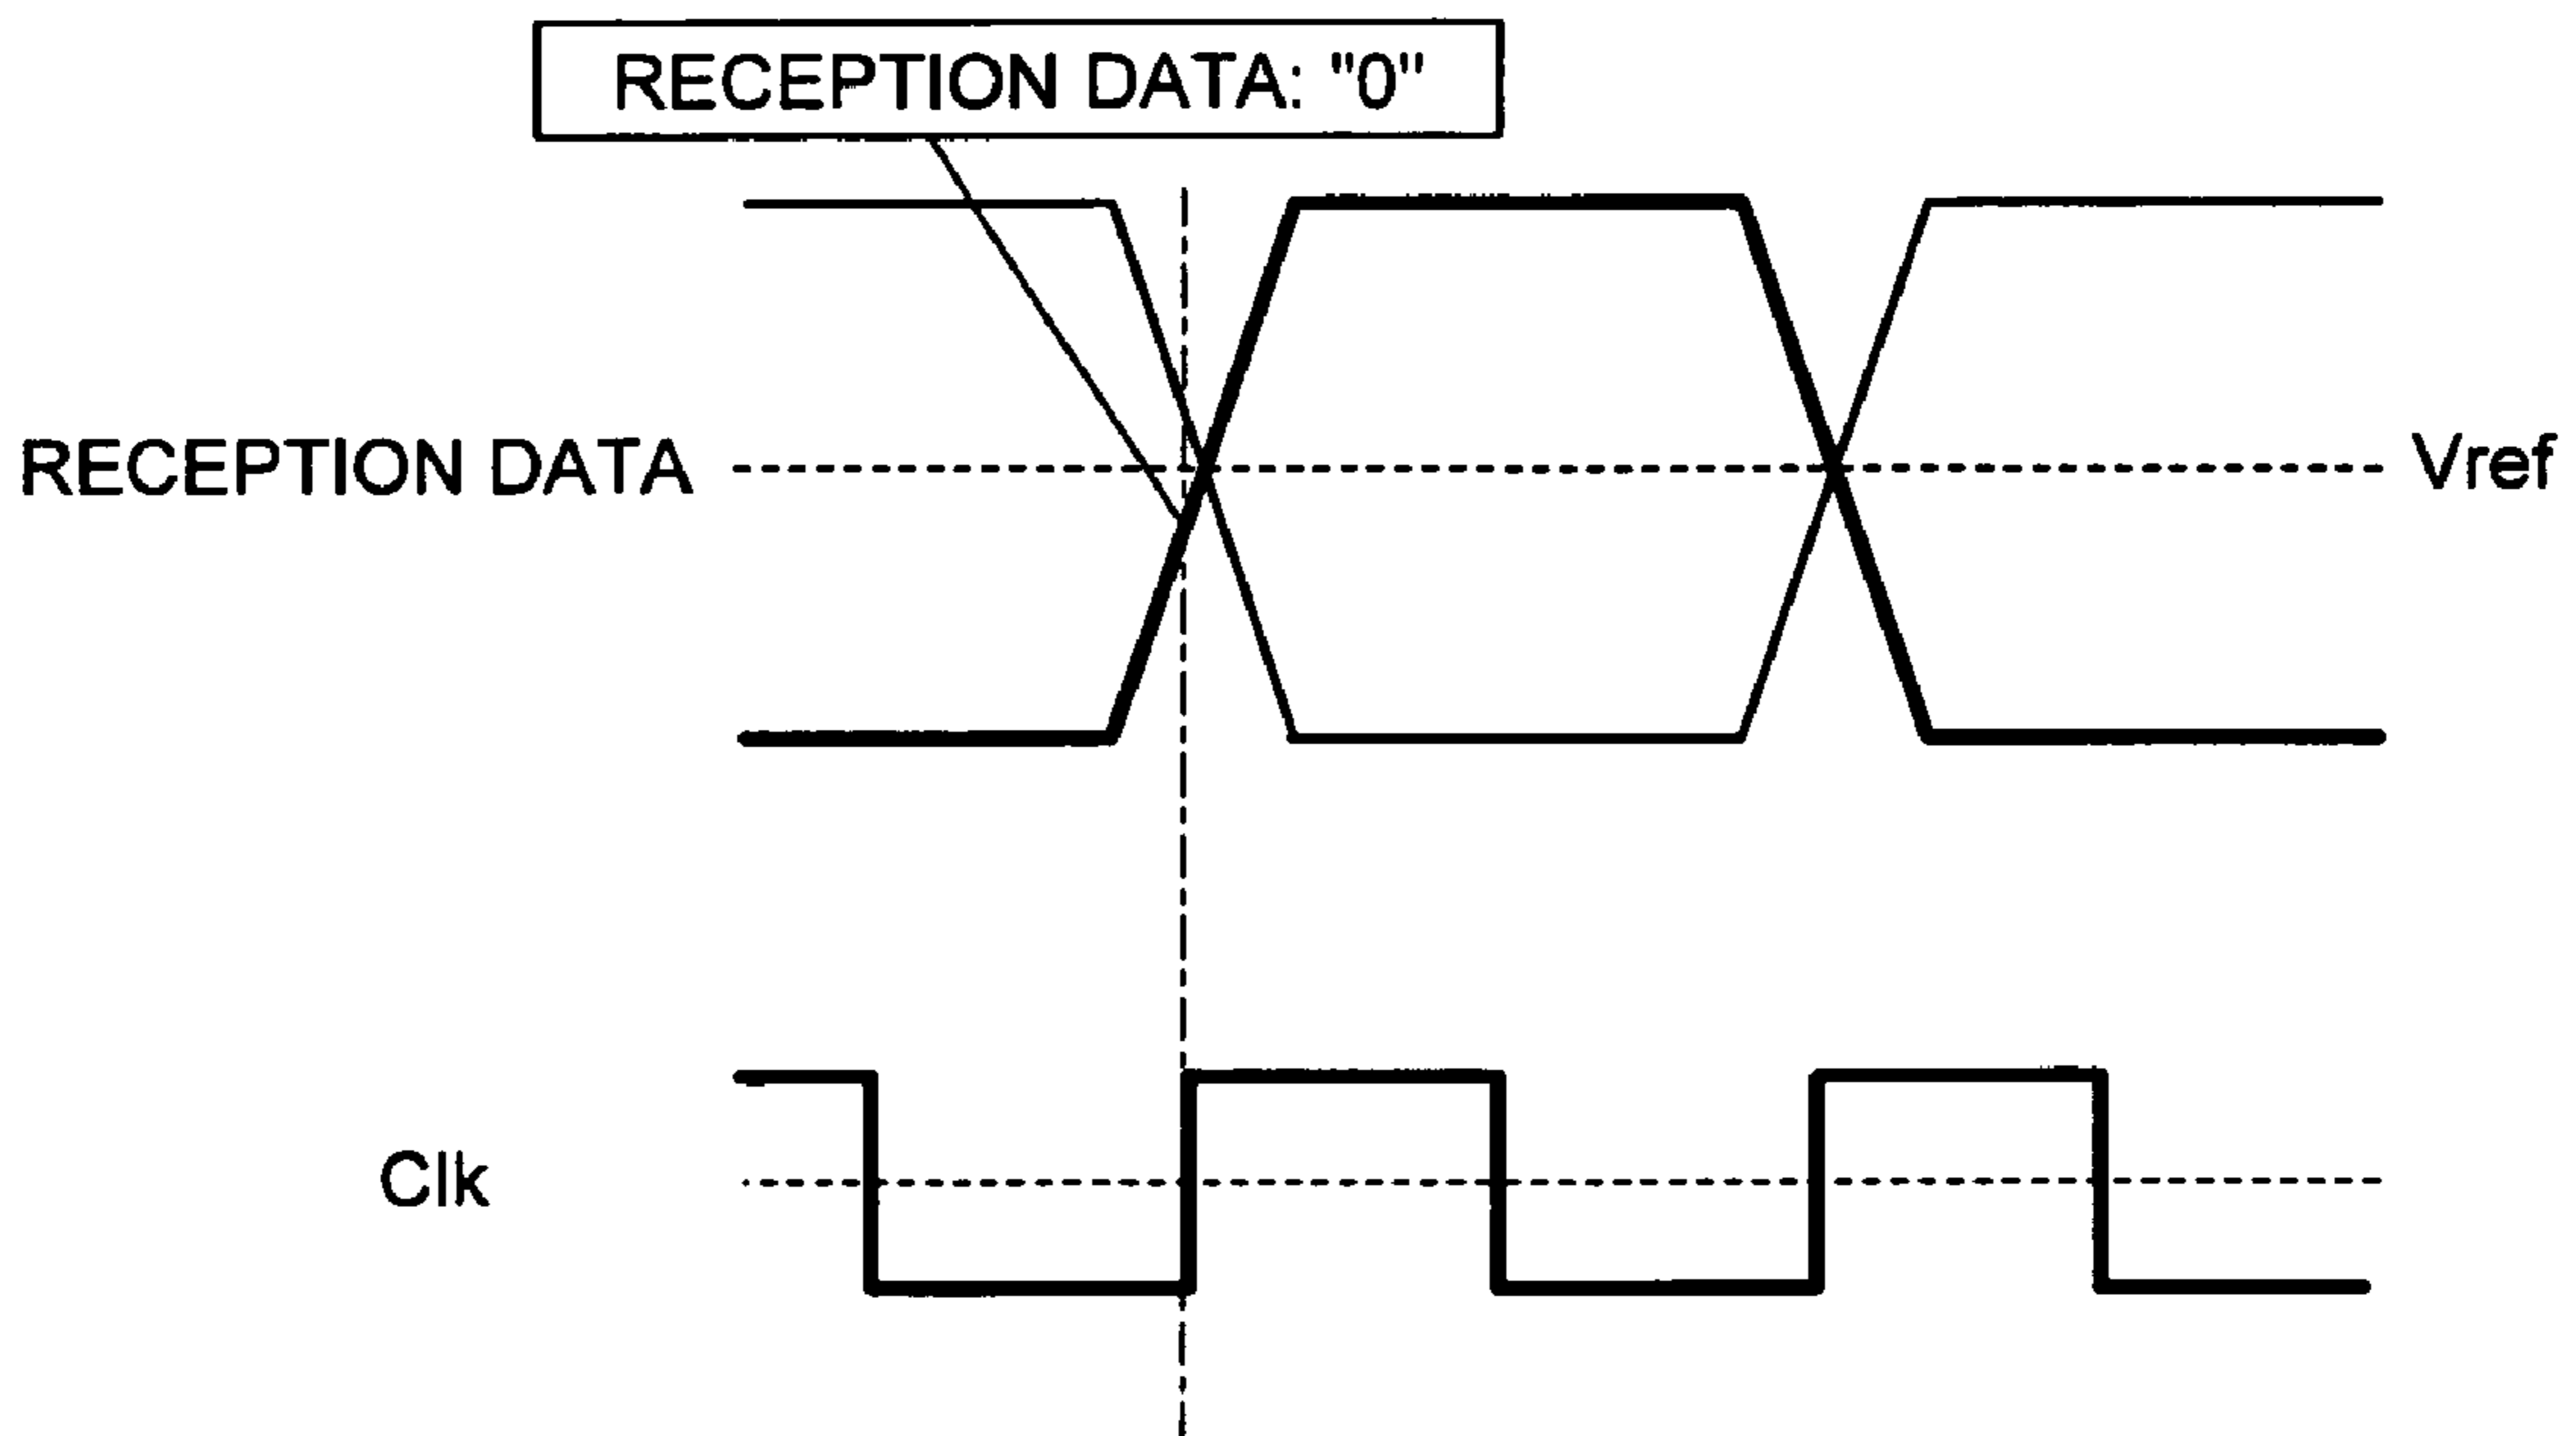 RECEPTION DATA: "0"
RECEPTION DATA
Vref
Clk